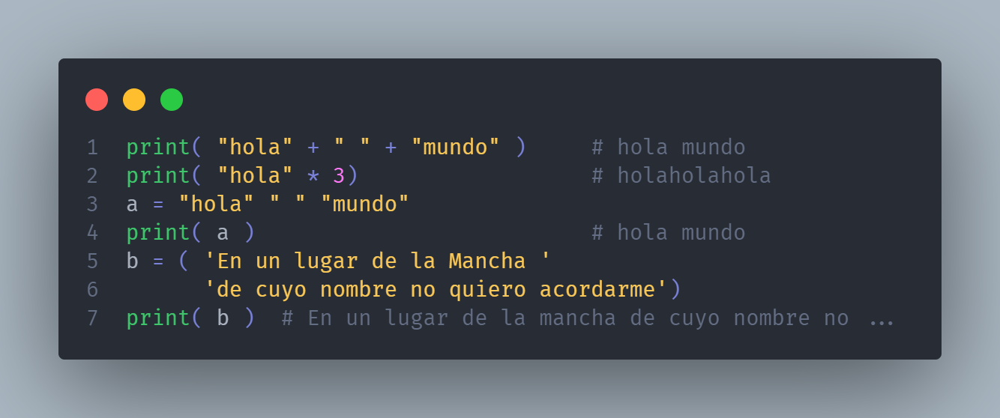 1 print( "hola" + " " + "mundo" ) # hola mundo
2 print( "hola" * 3) # holaholahola
3 a = "hola" " " "mundo"
4 print( a ) # hola mundo
5 b = ( 'En un lugar de la Mancha '
6 'de cuyo nombre no quiero acordarme')
7 print( b ) # En un lugar de la mancha de cuyo nombre no ...